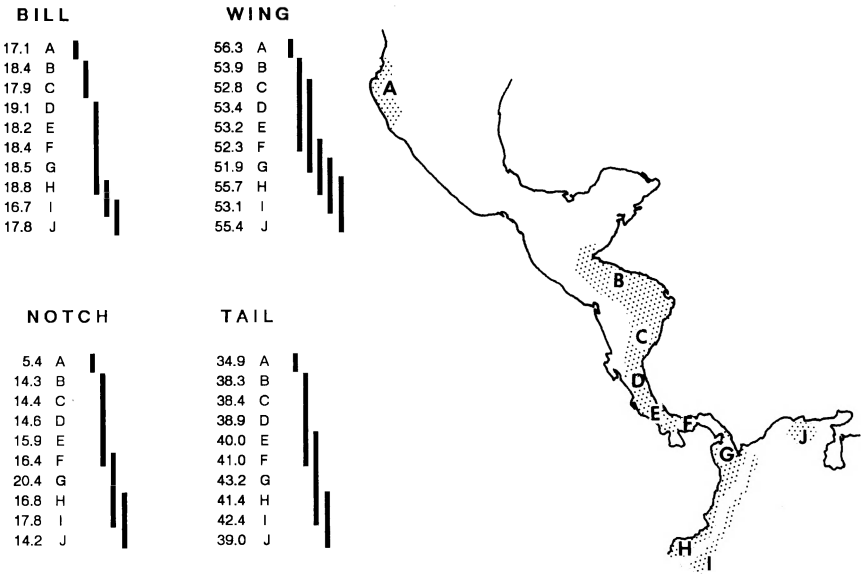 BILL
17.1 A
18.4 B
17.9 C
19.1 D
18.2 E
18.4 F
18.5 G
18.8 H
16.7 I
17.8 J
WING
56.3 A
53.9 B
52.8 C
53.4 D
53.2 E
52.3 F
51.9 G
55.7 H
53.1 I
55.4 J
NOTCH
5.4 A
14.3 B
14.4 C
14.6 D
15.9 E
16.4 F
20.4 G
16.8 H
17.8 I
14.2 J
TAIL
34.9 A
38.3 B
38.4 C
38.9 D
40.0 E
41.0 F
43.2 G
41.4 H
42.4 I
39.0 J
A
B
C
D
E
F
G
J
H
I